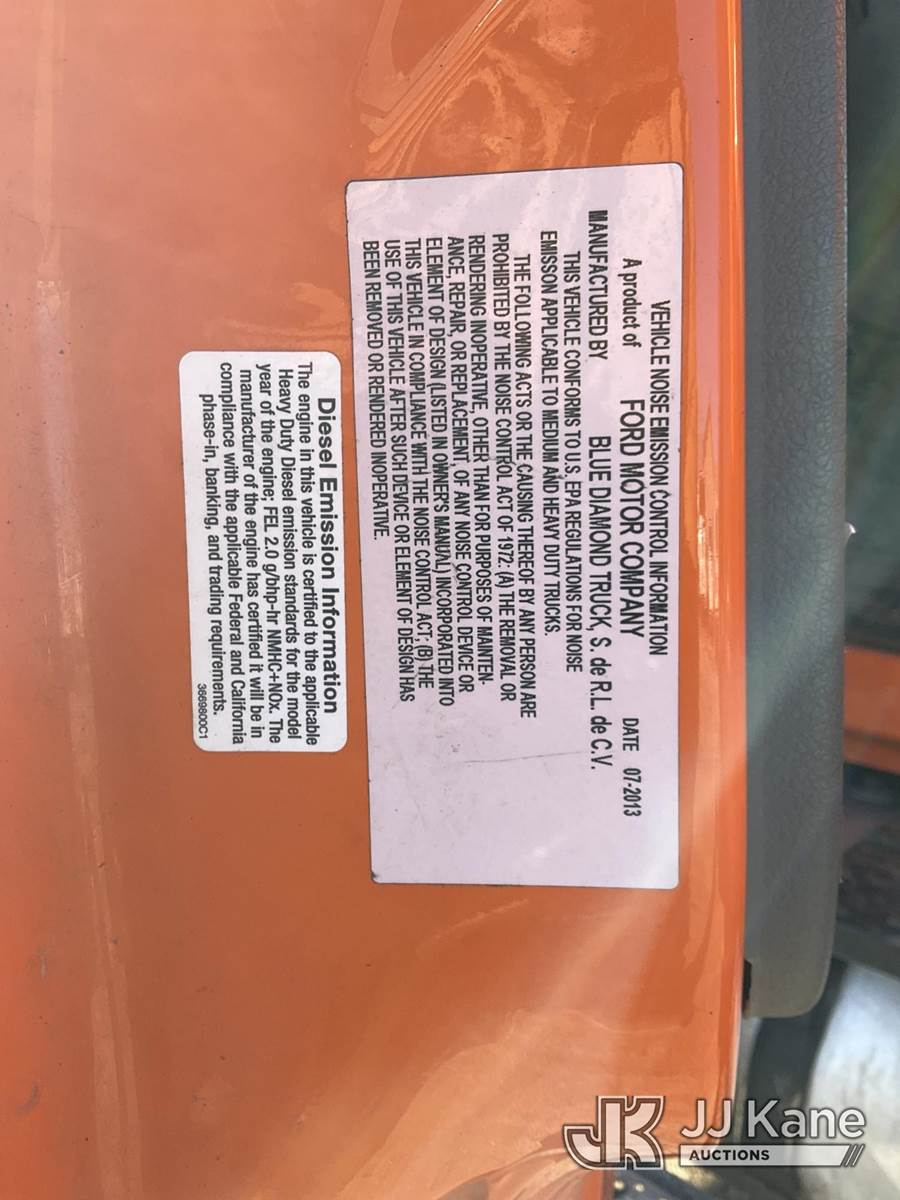 VEHICLE NOISE EMISSION CONTROL INFORMATION
A product of FORD MOTOR COMPANY DATE 07-2013
MANUFACTURED BY BLUE DIAMOND TRUCK, S. de R.L. de C.V.
THIS VEHICLE CONFORMS TO U.S. EPA REGULATIONS FOR NOISE
EMISSON APPLICABLE TO MEDIUM AND HEAVY DUTY TRUCKS.
THE FOLLOWING ACTS OR THE CAUSING THEREOF BY ANY PERSON ARE
PROHIBITED BY THE NOISE CONTROL ACT OF 1972: (A) THE REMOVAL OR
RENDERING INOPERATIVE, OTHER THAN FOR PURPOSES OF MAINTEN-
ANCE, REPAIR, OR REPLACEMENT, OF ANY NOISE CONTROL DEVICE OR
ELEMENT OF DESIGN (LISTED IN OWNER'S MANUAL) INCORPORATED INTO
THIS VEHICLE IN COMPLIANCE WITH THE NOISE CONTROL ACT; (B) THE
USE OF THIS VEHICLE AFTER SUCH DEVICE OR ELEMENT OF DESIGN HAS
BEEN REMOVED OR RENDERED INOPERATIVE.
Diesel Emission Information
The engine in this vehicle is certified to the applicable
Heavy Duty Diesel emission standards for the model
year of the engine; FEL 2.0 g/bhp-hr NMHC+NOx. The
manufacturer of the engine has certified it will be in
compliance with the applicable Federal and California
phase-in, banking, and trading requirements.
3669800C1
JK JJ Kane
AUCTIONS